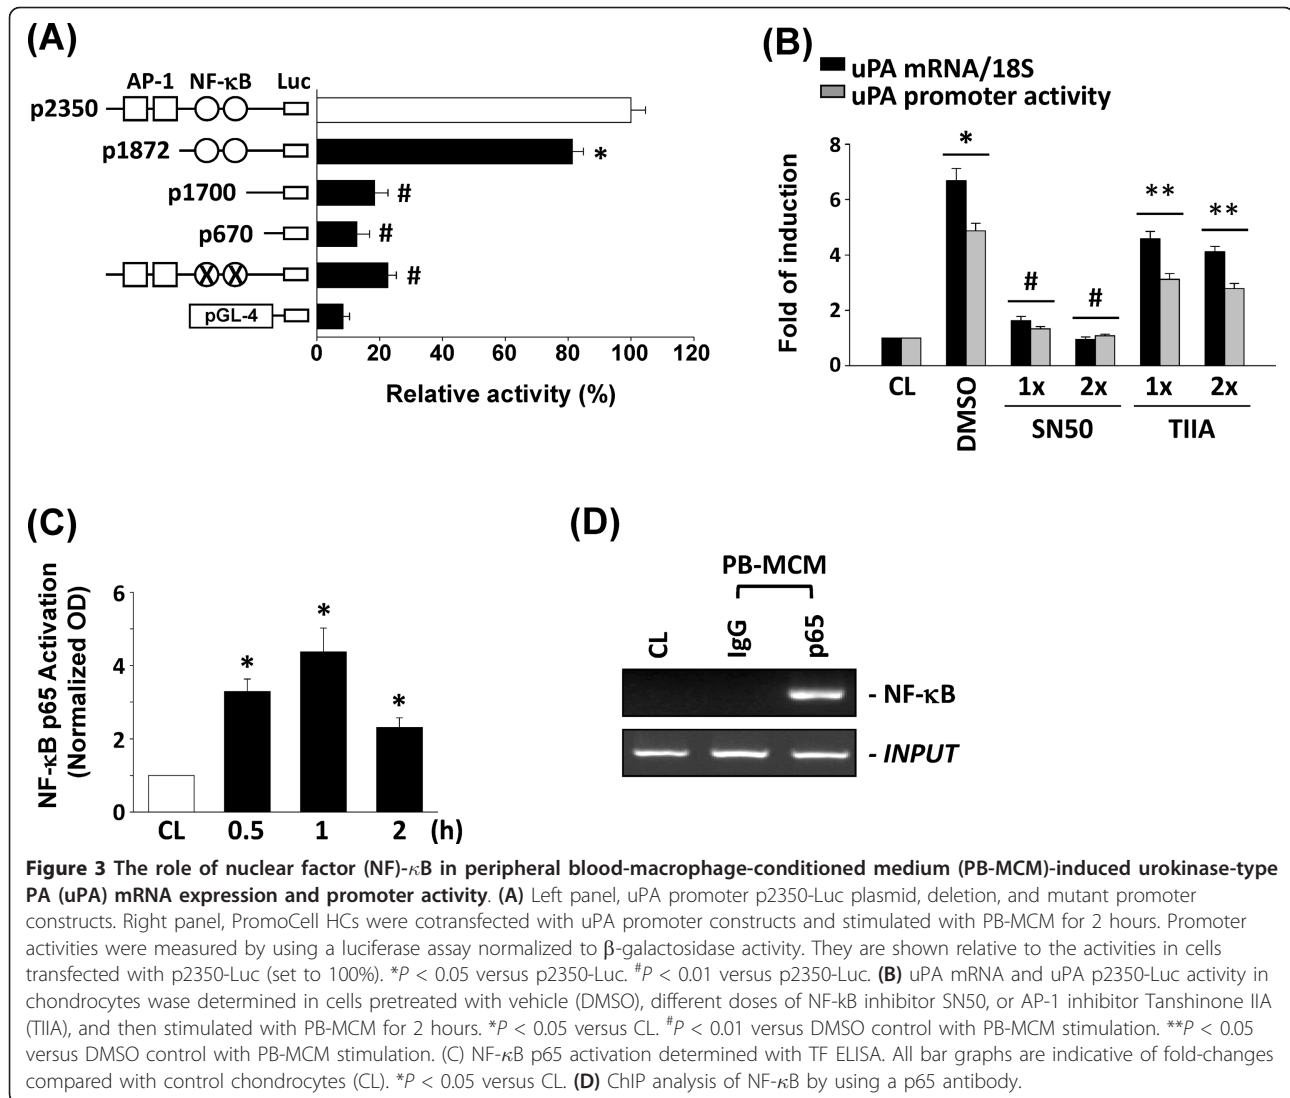 (A)
AP-1 NF-κB Luc
p2350
p1872
*
p1700
#
p670
#
X X
#
pGL-4
0 20 40 60 80 100 120
Relative activity (%)
(B)
uPA mRNA/18S
uPA promoter activity
Fold of induction
8
6
4
2
0
*
#
#
**
**
CL
DMSO
1x 2x 1x 2x
SN50 TIIA
(C)
NF-κB p65 Activation
(Normalized OD)
6
4
2
0
*
*
*
CL 0.5 1 2 (h)
(D)
PB-MCM
CL IgG p65
- NF-κB
- INPUT
Figure 3 The role of nuclear factor (NF)-κB in peripheral blood-macrophage-conditioned medium (PB-MCM)-induced urokinase-type
PA (uPA) mRNA expression and promoter activity. (A) Left panel, uPA promoter p2350-Luc plasmid, deletion, and mutant promoter
constructs. Right panel, PromoCell HCs were cotransfected with uPA promoter constructs and stimulated with PB-MCM for 2 hours. Promoter
activities were measured by using a luciferase assay normalized to β-galactosidase activity. They are shown relative to the activities in cells
transfected with p2350-Luc (set to 100%). *P < 0.05 versus p2350-Luc. #P < 0.01 versus p2350-Luc. (B) uPA mRNA and uPA p2350-Luc activity in
chondrocytes wase determined in cells pretreated with vehicle (DMSO), different doses of NF-kB inhibitor SN50, or AP-1 inhibitor Tanshinone IIA
(TIIA), and then stimulated with PB-MCM for 2 hours. *P < 0.05 versus CL. #P < 0.01 versus DMSO control with PB-MCM stimulation. **P < 0.05
versus DMSO control with PB-MCM stimulation. (C) NF-κB p65 activation determined with TF ELISA. All bar graphs are indicative of fold-changes
compared with control chondrocytes (CL). *P < 0.05 versus CL. (D) ChIP analysis of NF-κB by using a p65 antibody.